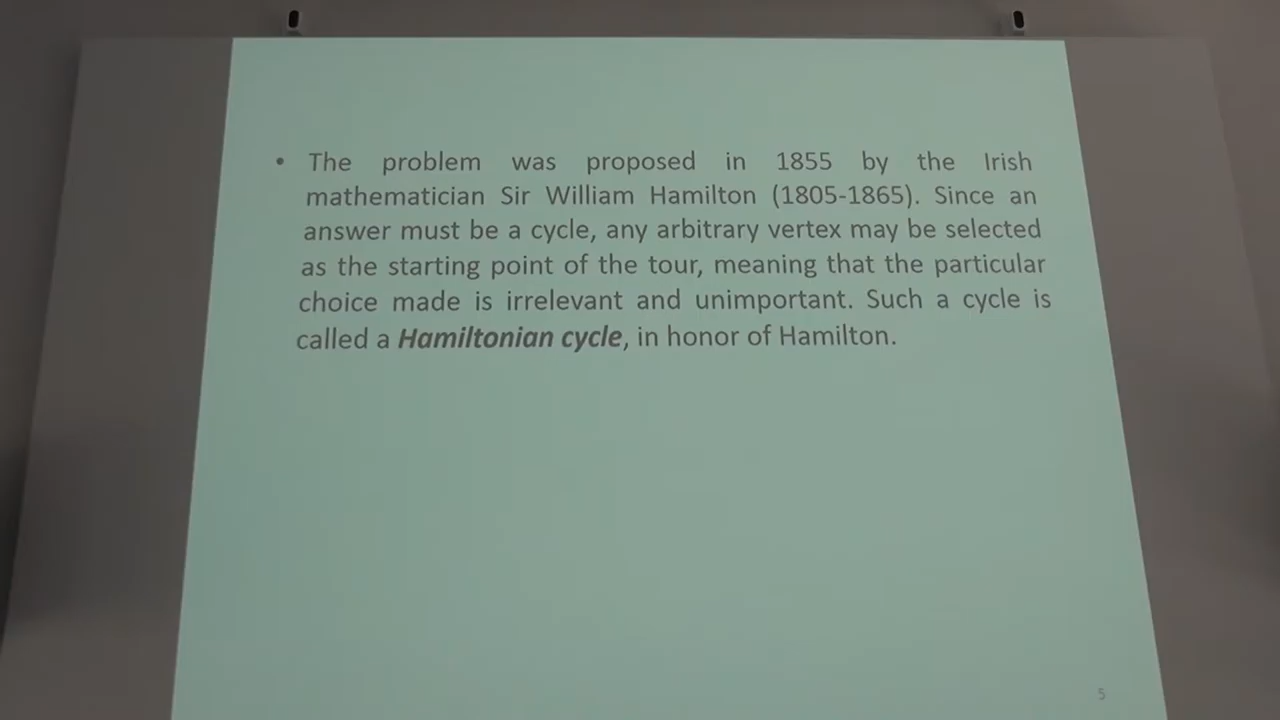 • The problem was proposed in 1855 by the Irish
mathematician Sir William Hamilton (1805-1865). Since an
answer must be a cycle, any arbitrary vertex may be selected
as the starting point of the tour, meaning that the particular
choice made is irrelevant and unimportant. Such a cycle is
called a Hamiltonian cycle, in honor of Hamilton.
5